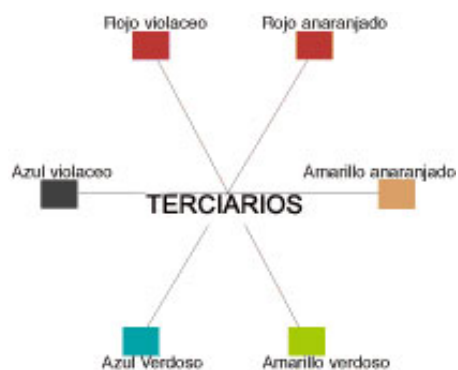 Rojo violaceo
Rojo anaranjado
Azul violaceo
Amarillo anaranjado
TERCIARIOS
Azul Verdoso
Amarillo verdoso